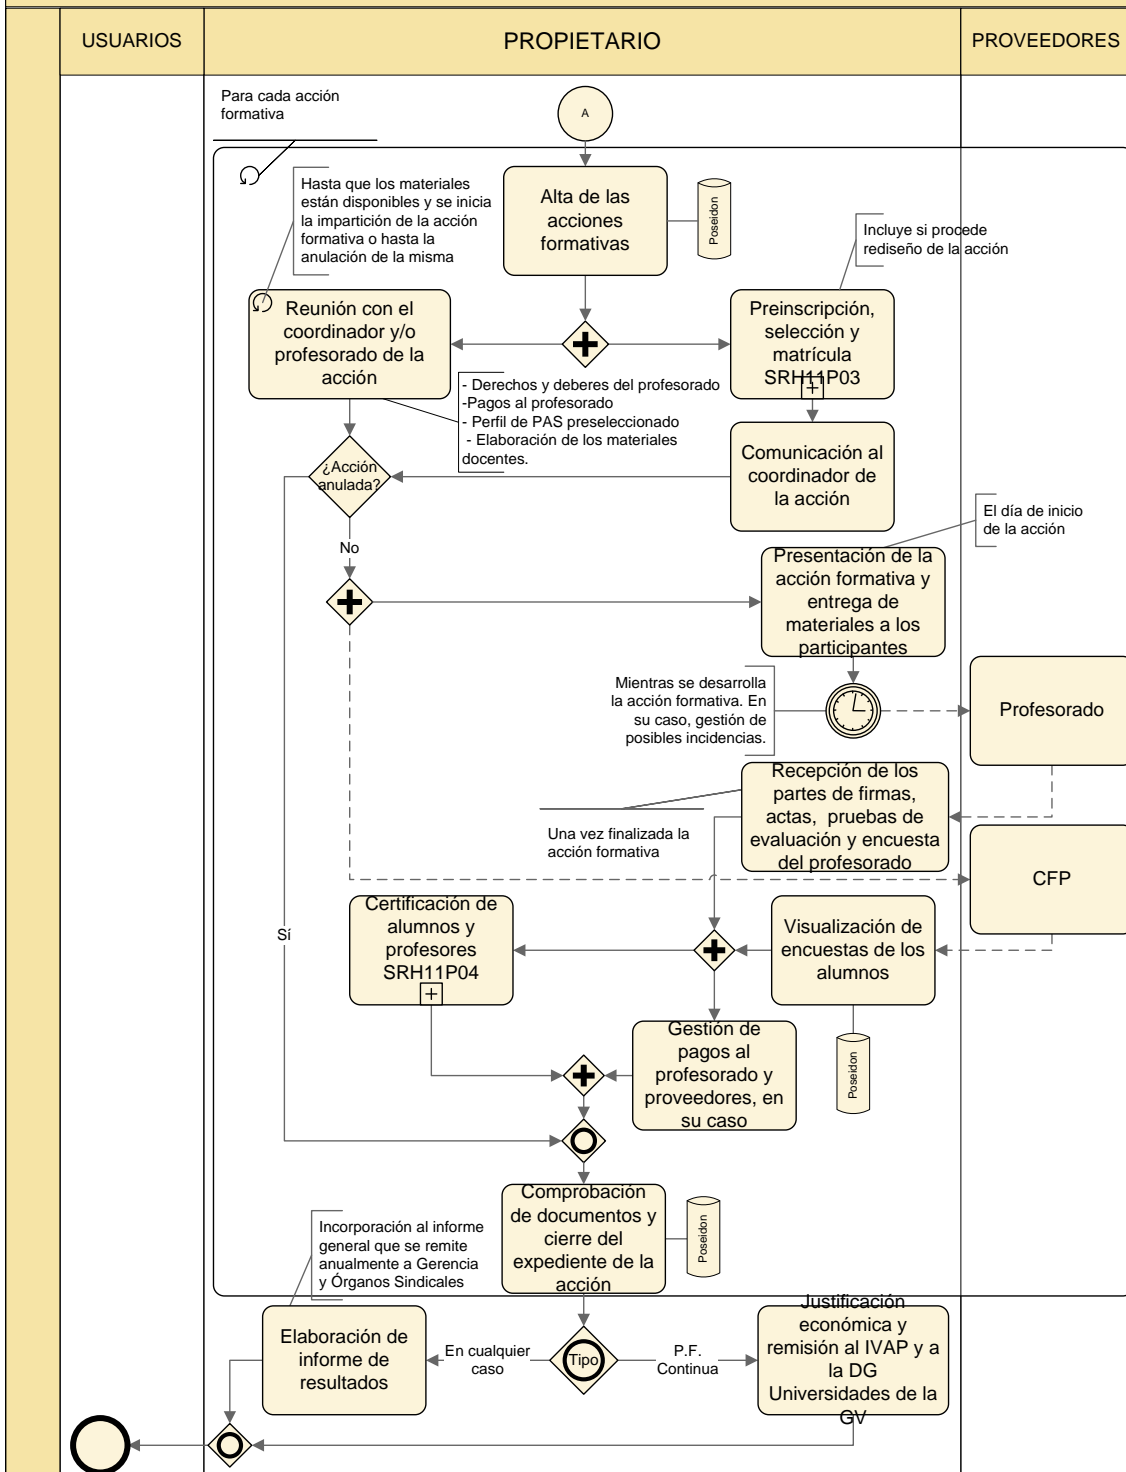 USUARIOS
PROPIETARIO
PROVEEDORES
Para cada acción
formativa
A
Hasta que los materiales
están disponibles y se inicia
la impartición de la acción
formativa o hasta la
anulación de la misma
Alta de las
acciones
formativas
Poseidon
Incluye si procede
rediseño de la acción
Reunión con el
coordinador y/o
profesorado de la
acción
Preinscripción,
selección y
matrícula
SRH11P03
- Derechos y deberes del profesorado
-Pagos al profesorado
- Perfil de PAS preseleccionado
- Elaboración de los materiales
docentes.
Comunicación al
coordinador de
la acción
¿Acción
anulada?
El día de inicio
de la acción
No
Presentación de la
acción formativa y
entrega de
materiales a los
participantes
Mientras se desarrolla
la acción formativa. En
su caso, gestión de
posibles incidencias.
Profesorado
Recepción de los
partes de firmas,
actas, pruebas de
evaluación y encuesta
del profesorado
Una vez finalizada la
acción formativa
CFP
Certificación de
alumnos y
profesores
SRH11P04
Visualización de
encuestas de los
alumnos
Sí
Gestión de
pagos al
profesorado y
proveedores, en
su caso
Poseidon
Comprobación
de documentos y
cierre del
expediente de la
acción
Poseidon
Incorporación al informe
general que se remite
anualmente a Gerencia
y Órganos Sindicales
Elaboración de
informe de
resultados
En cualquier
caso
Tipo
P.F.
Continua
Justificación
económica y
remisión al IVAP y a
la DG
Universidades de la
GV